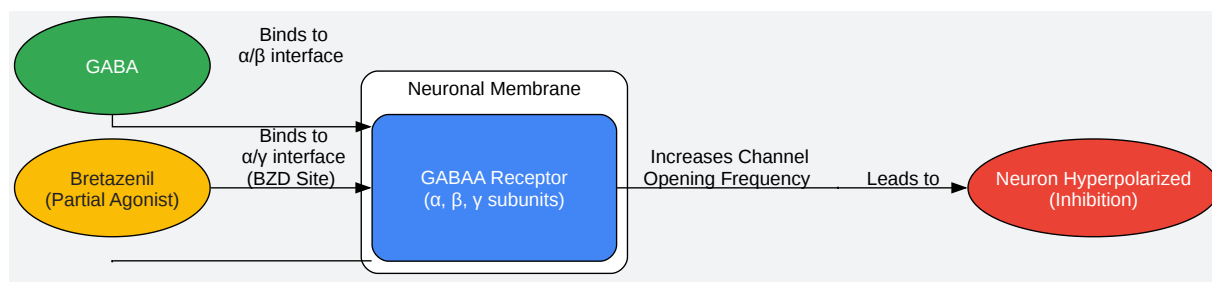 GABA
Binds to
α/β interface
Neuronal Membrane
Bretazenil
(Partial Agonist)
Binds to
α/γ interface
(BZD Site)
GABAA Receptor
(α, β, γ subunits)
Increases Channel
Opening Frequency
Leads to
Neuron Hyperpolarized
(Inhibition)